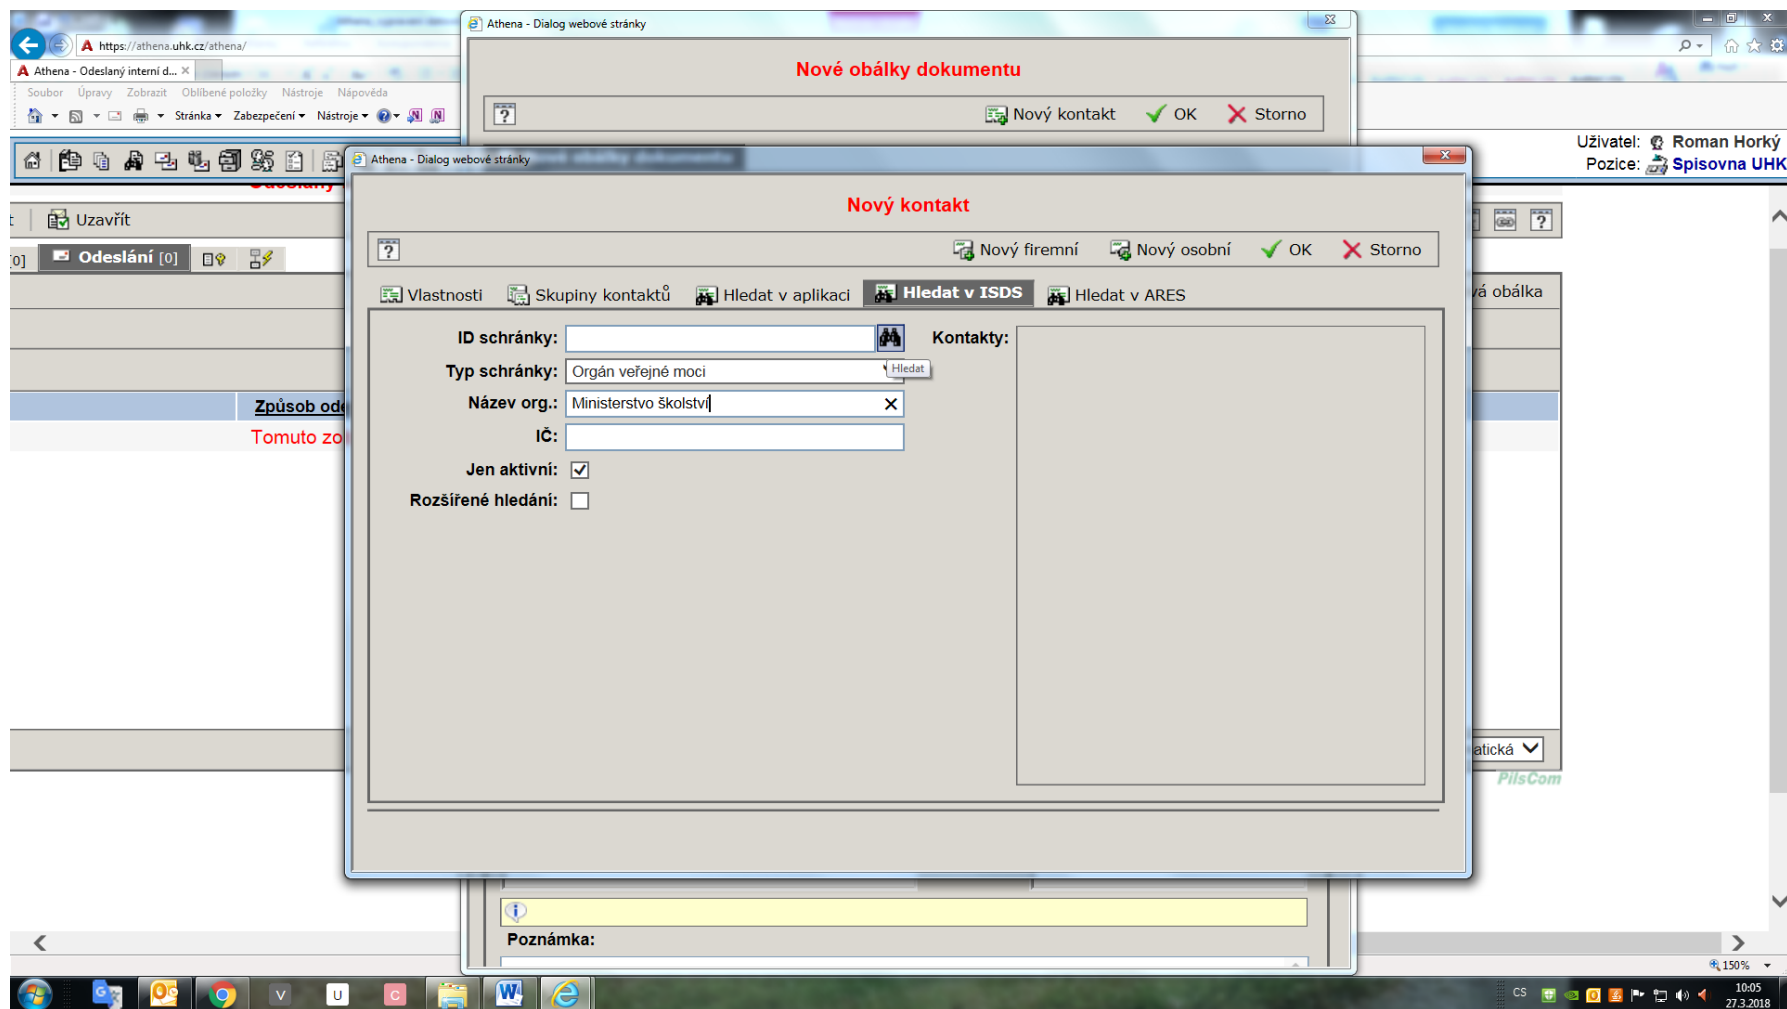 Athena - Dialog webové stránky
https://athena.uhk.cz/athena/
Athena - Odeslaný interní d...
Nové obálky dokumentu
Soubor Úpravy Zobrazit Oblíbené položky Nástroje Nápověda
Stránka Zabezpečení Nástroje
Nový kontakt OK Storno
Uživatel: Roman Horký
Pozice: Spisovna UHK
Athena - Dialog webové stránky
Nový kontakt
Uzavřít
Nový firemní Nový osobní OK Storno
[0] Odeslání [0]
Vlastnosti Skupiny kontaktů Hledat v aplikaci Hledat v ISDS Hledat v ARES
vá obálka
ID schránky:
Kontakty:
Hledat
Typ schránky: Orgán veřejné moci
Název org.: Ministerstvo školství
Způsob ode
IČ:
Tomuto zo
Jen aktivní:
Rozšířené hledání:
atická
PilsCom
Poznámka:
150%
V U C
CS
10:05
27.3.2018